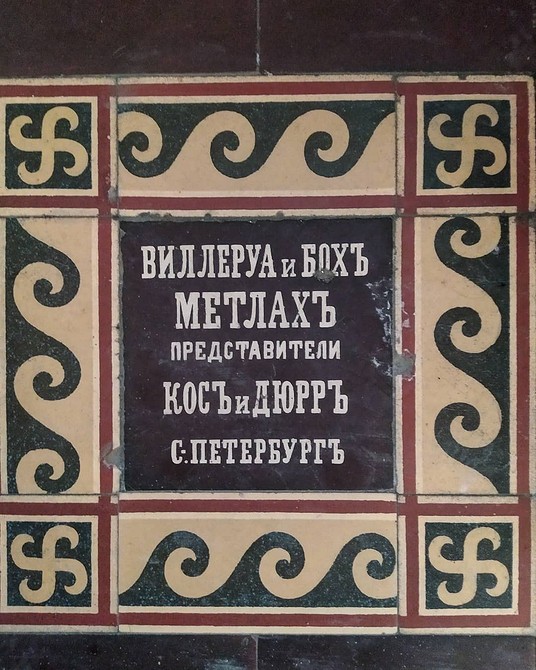 ВИЛЛЕРУА и БОХЪ
МЕТЛАХЪ
ПРЕДСТАВИТЕЛИ
КОСЪ и ДЮРРЪ
С.-ПЕТЕРБУРГЪ